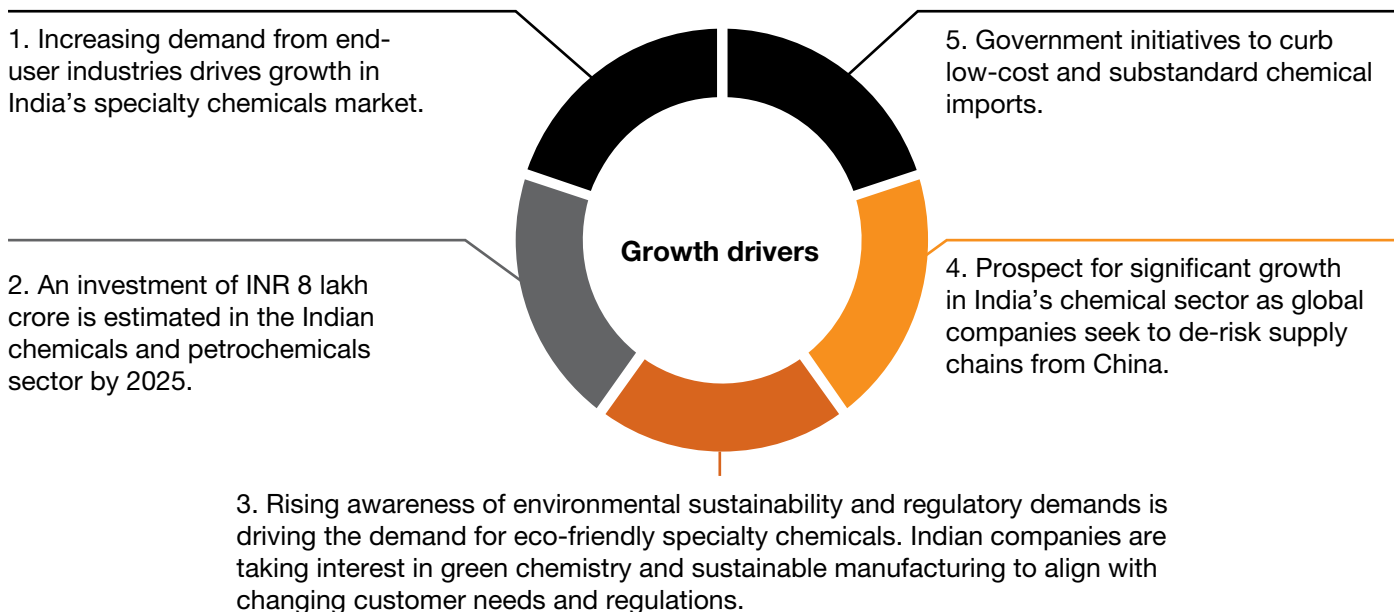 1. Increasing demand from end-
user industries drives growth in
India’s specialty chemicals market.
2. An investment of INR 8 lakh
crore is estimated in the Indian
chemicals and petrochemicals
sector by 2025.
3. Rising awareness of environmental sustainability and regulatory demands is
driving the demand for eco-friendly specialty chemicals. Indian companies are
taking interest in green chemistry and sustainable manufacturing to align with
changing customer needs and regulations.
4. Prospect for significant growth
in India’s chemical sector as global
companies seek to de-risk supply
chains from China.
5. Government initiatives to curb
low-cost and substandard chemical
imports.
Growth drivers